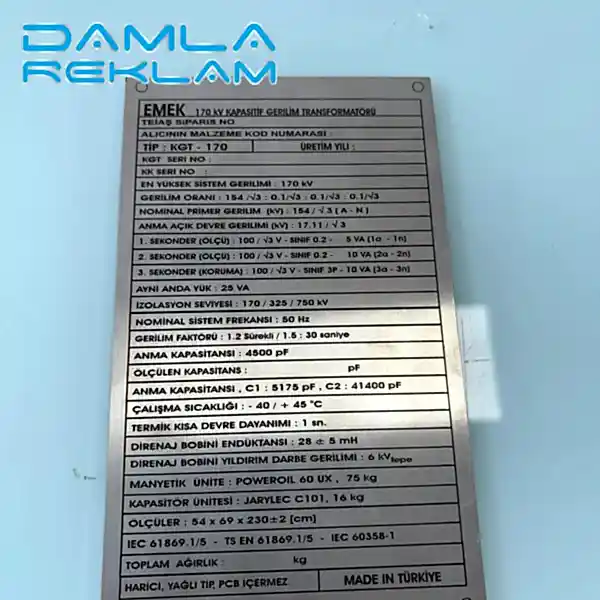 DAMLA
REKLAM
EMEK 170 kV KAPASİTİF GERİLİM TRANSFORMATÖRÜ
TEİAŞ SİPARİŞ NO
ALICININ MALZEME KOD NUMARASI :
TİP : KGT - 170 ÜRETİM YILI :
KGT SERİ NO :
KK SERİ NO :
EN YÜKSEK SİSTEM GERİLİMİ : 170 kV
GERİLİM ORANI : 154 /√3 : 0.1/√3 : 0.1/√3 : 0.1/√3
NOMİNAL PRİMER GERİLİM (kV) : 154 / √3 ( A - N )
ANMA AÇIK DEVRE GERİLİMİ (kV) : 17.11 / √3
1. SEKONDER (ÖLÇÜ) : 100 / √3 V - SINIF 0.2 - 5 VA (1a - 1n)
2. SEKONDER (ÖLÇÜ) : 100 / √3 V - SINIF 0.2 - 10 VA (2a - 2n)
3. SEKONDER (KORUMA) : 100 / √3 V - SINIF 3P - 10 VA (3a - 3n)
AYNI ANDA YÜK : 25 VA
İZOLASYON SEVİYESİ : 170 / 325 / 750 kV
NOMİNAL SİSTEM FREKANSI : 50 Hz
GERİLİM FAKTÖRÜ : 1.2 Sürekli / 1.5 : 30 saniye
ANMA KAPASİTANSI : 4500 pF
ÖLÇÜLEN KAPASİTANS : pF
ANMA KAPASİTANSI , C1 : 5175 pF , C2 : 41400 pF
ÇALIŞMA SICAKLIĞI : - 40 / + 45 °C
TERMİK KISA DEVRE DAYANIMI : 1 sn.
DİRENAJ BOBİNİ ENDÜKTANSI : 28 ± 5 mH
DİRENAJ BOBİNİ YILDIRIM DARBE GERİLİMİ : 6 kVtepe
MANYETİK ÜNİTE : POWEROIL 60 UX , 75 kg
KAPASİTÖR ÜNİTESİ : JARYLEC C101, 16 kg
ÖLÇÜLER : 54 x 69 x 230±2 [cm]
IEC 61869.1/5 - TS EN 61869.1/5 - IEC 60358-1
TOPLAM AĞIRLIK : kg
HARİCİ, YAĞLI TİP, PCB İÇERMEZ MADE IN TÜRKİYE